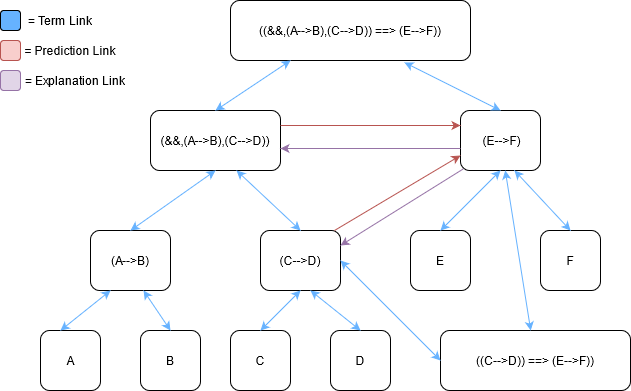 = Term Link
= Prediction Link
= Explanation Link
((&&,(A-->B),(C-->D)) ==> (E-->F))
(&&,(A-->B),(C-->D))
(E-->F)
(A-->B)
(C-->D)
E
F
A
B
C
D
((C-->D)) ==> (E-->F))